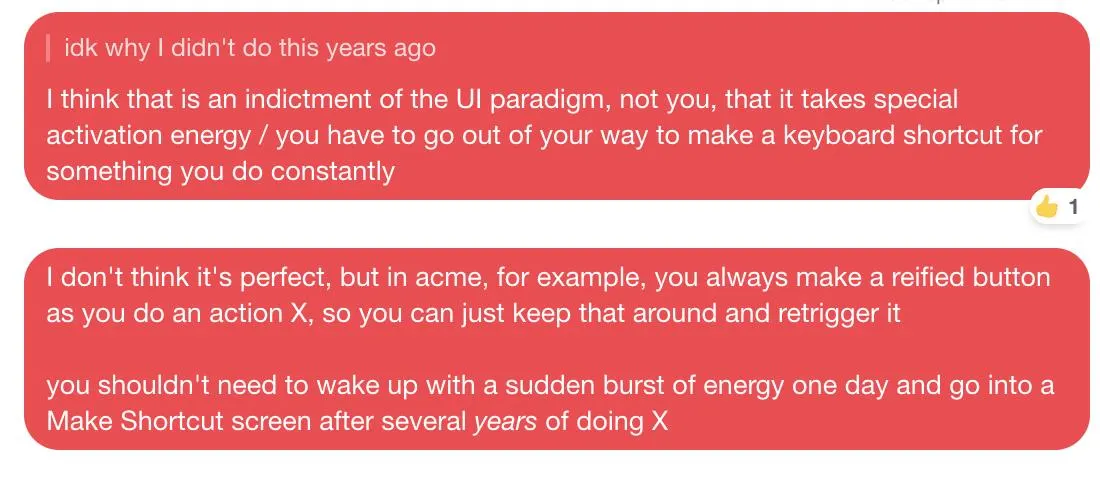 idk why I didn't do this years ago
I think that is an indictment of the UI paradigm, not you, that it takes special
activation energy / you have to go out of your way to make a keyboard shortcut for
something you do constantly
👍 1
I don't think it's perfect, but in acme, for example, you always make a reified button
as you do an action X, so you can just keep that around and retrigger it
you shouldn't need to wake up with a sudden burst of energy one day and go into a
Make Shortcut screen after several years of doing X